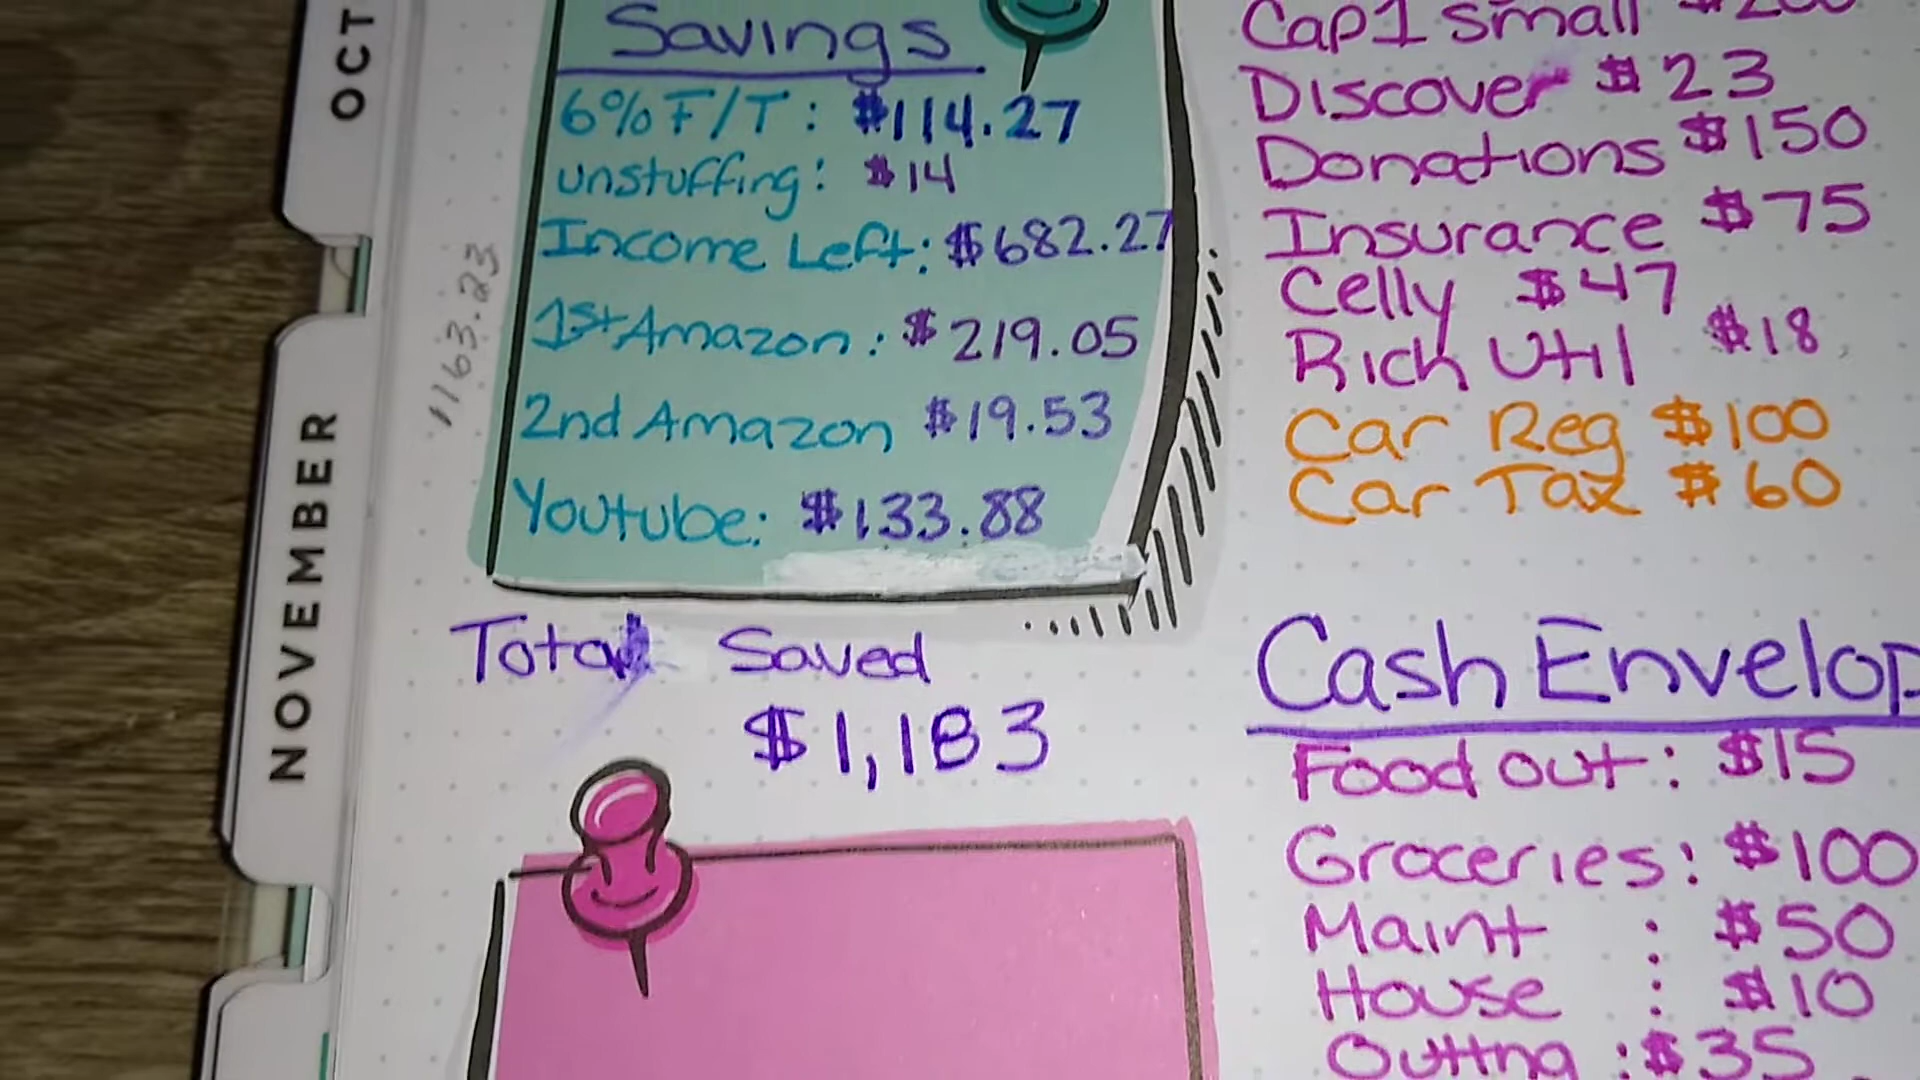 OCT
NOVEMBER
1163.23
Savings
6% F/T: $114.27
unstuffing: $14
Income Left: $682.27
1st Amazon: $219.05
2nd Amazon $19.53
Youtube: $133.88
Total Saved
$1,183
Cap1 small
Discover $23
Donations $150
Insurance $75
Celly $47
Rich Util $18
Car Reg $100
Car Tax $60
Cash Envelop
Food out: $15
Groceries: $100
Maint : $50
House : $10
Outing : $35